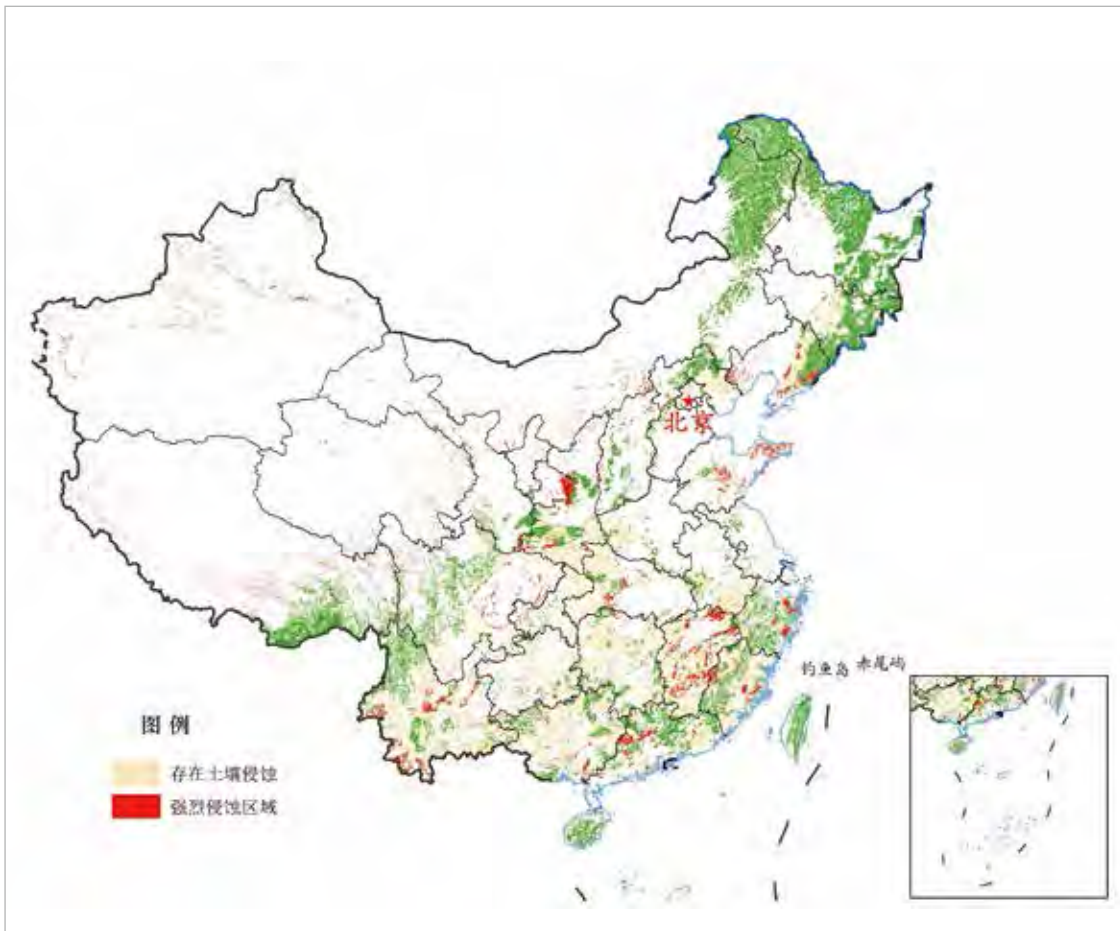 北京
钓鱼岛 赤尾屿
图例
存在土壤侵蚀
强烈侵蚀区域